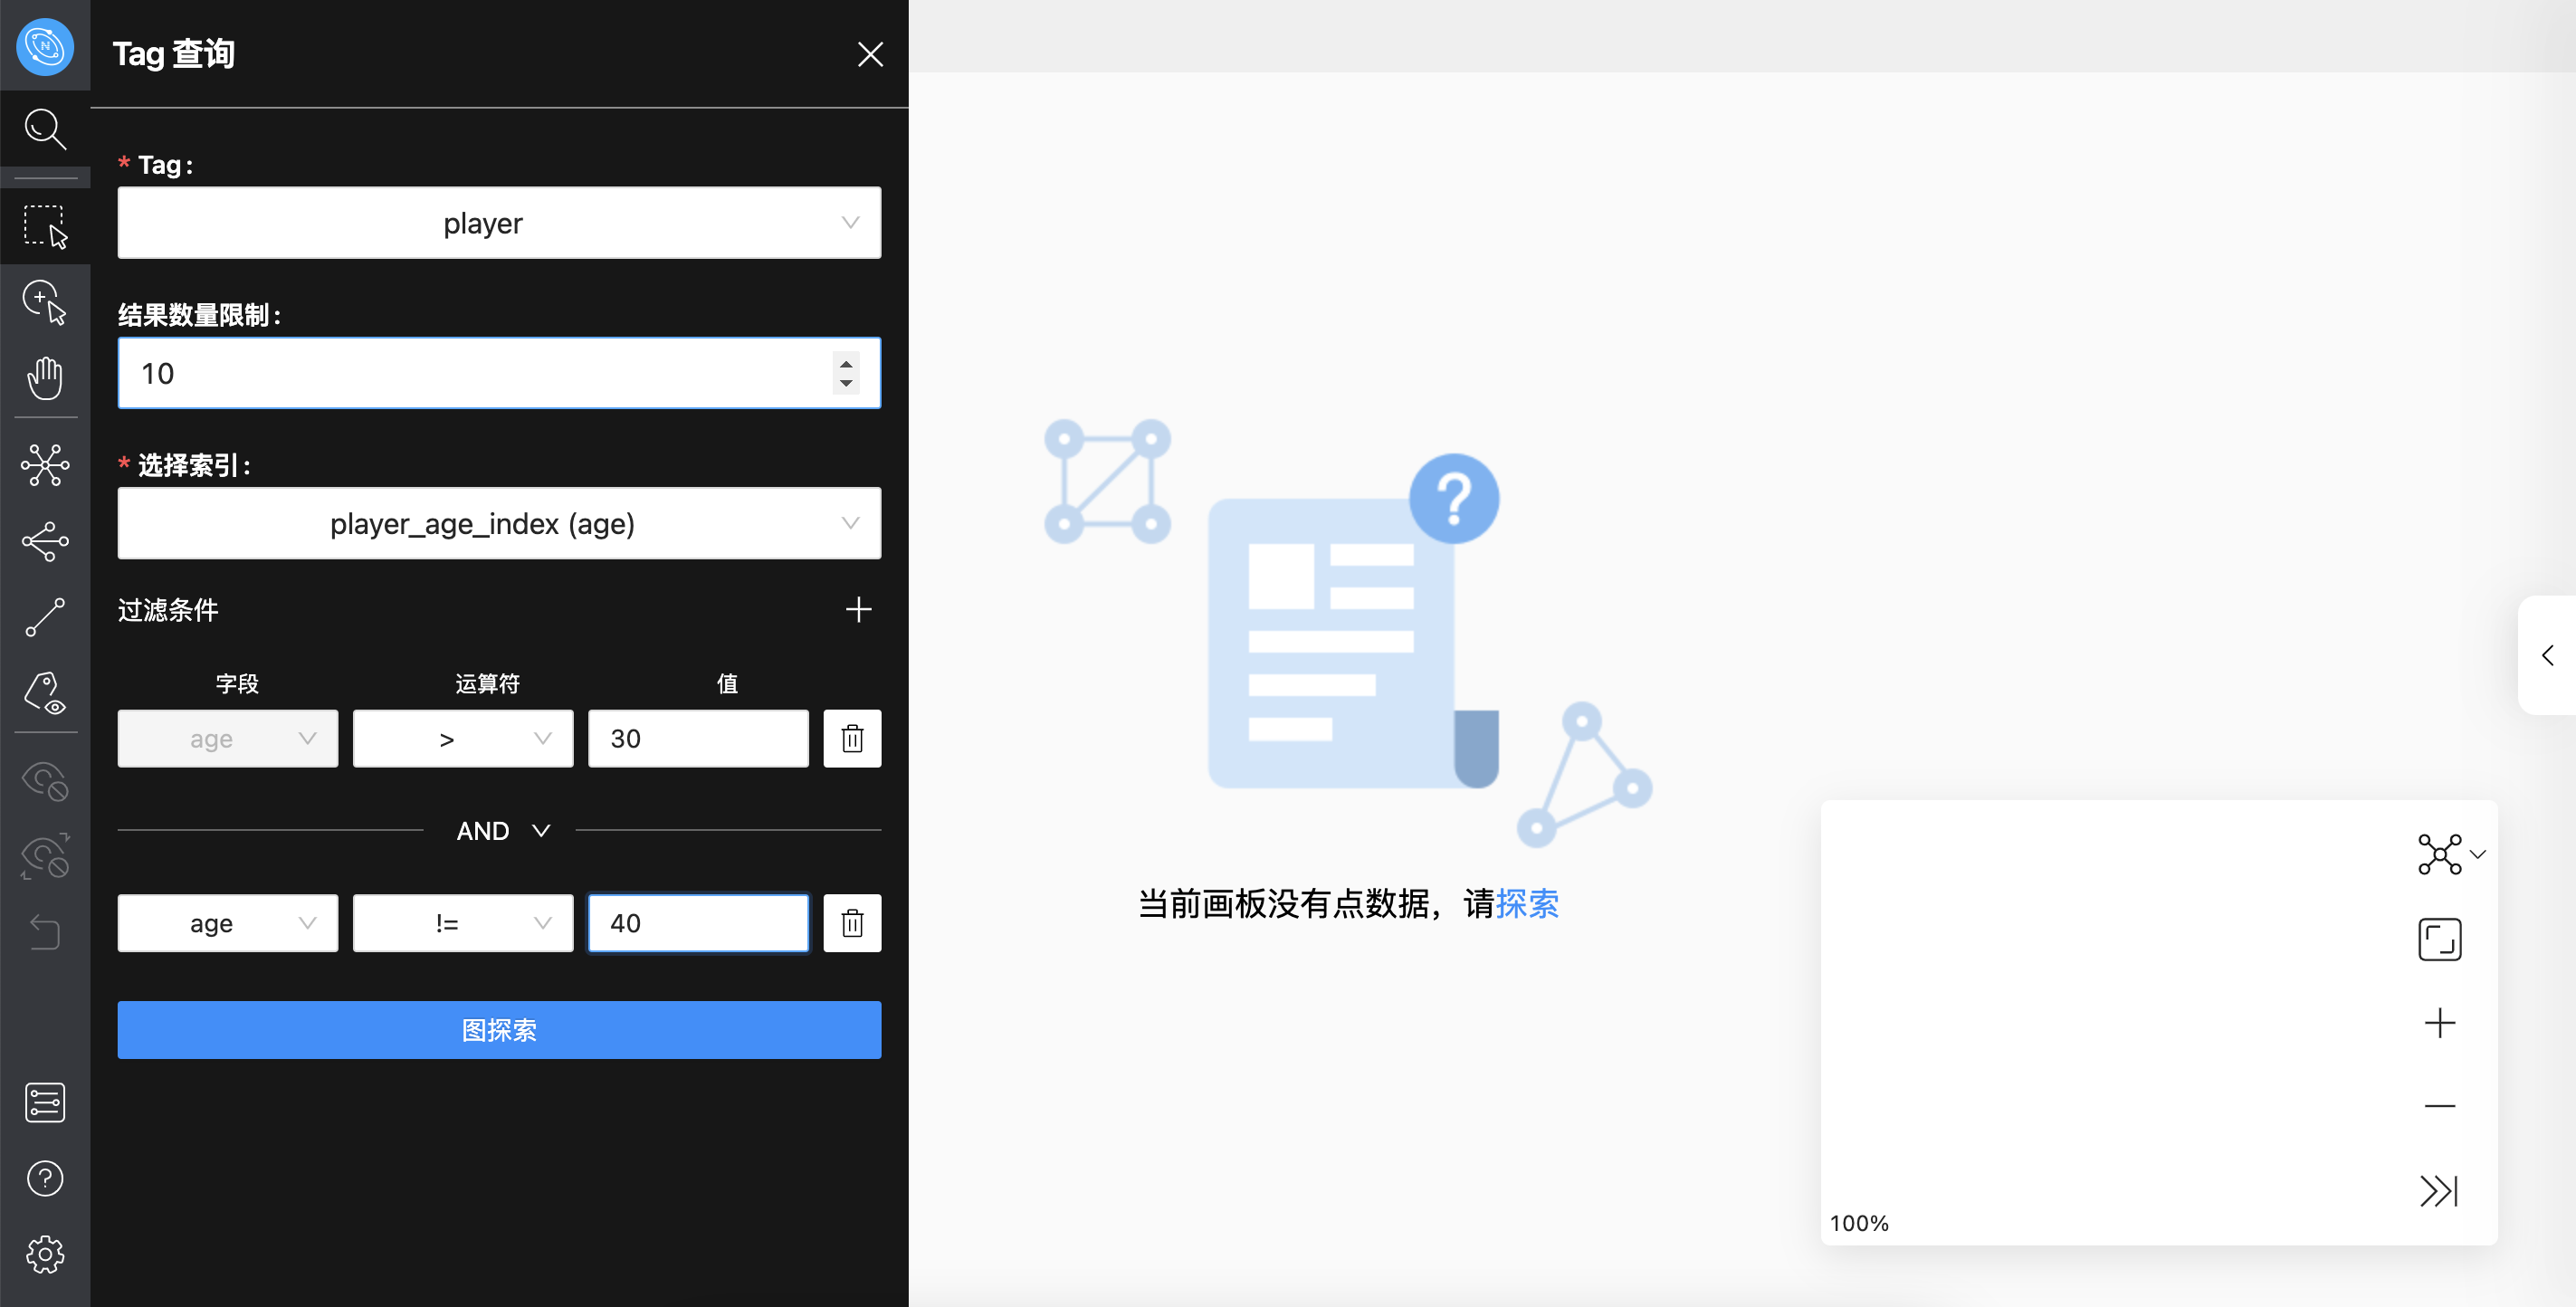 Tag 查询
* Tag :
player
结果数量限制 :
10
* 选择索引 :
player_age_index (age)
过滤条件
字段 运算符 值
age > 30
AND
age != 40
图探索
当前画板没有点数据，请探索
100%